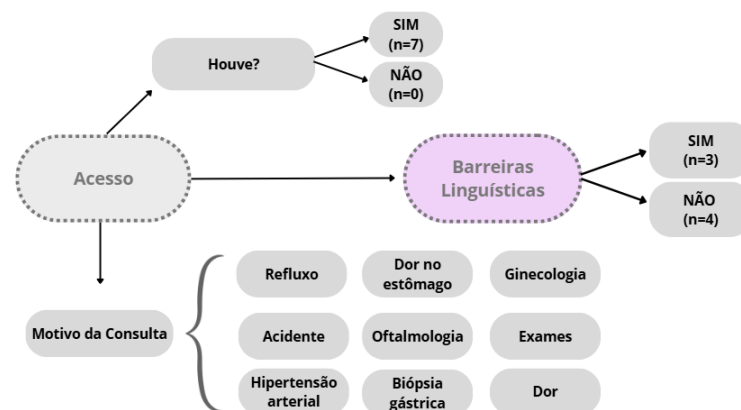 SIM
(n=7)
Houve?
NÃO
(n=0)
Acesso
Barreiras
Linguísticas
SIM
(n=3)
NÃO
(n=4)
Motivo da Consulta
Refluxo
Dor no
estômago
Ginecologia
Acidente
Oftalmologia
Exames
Hipertensão
arterial
Biópsia
gástrica
Dor